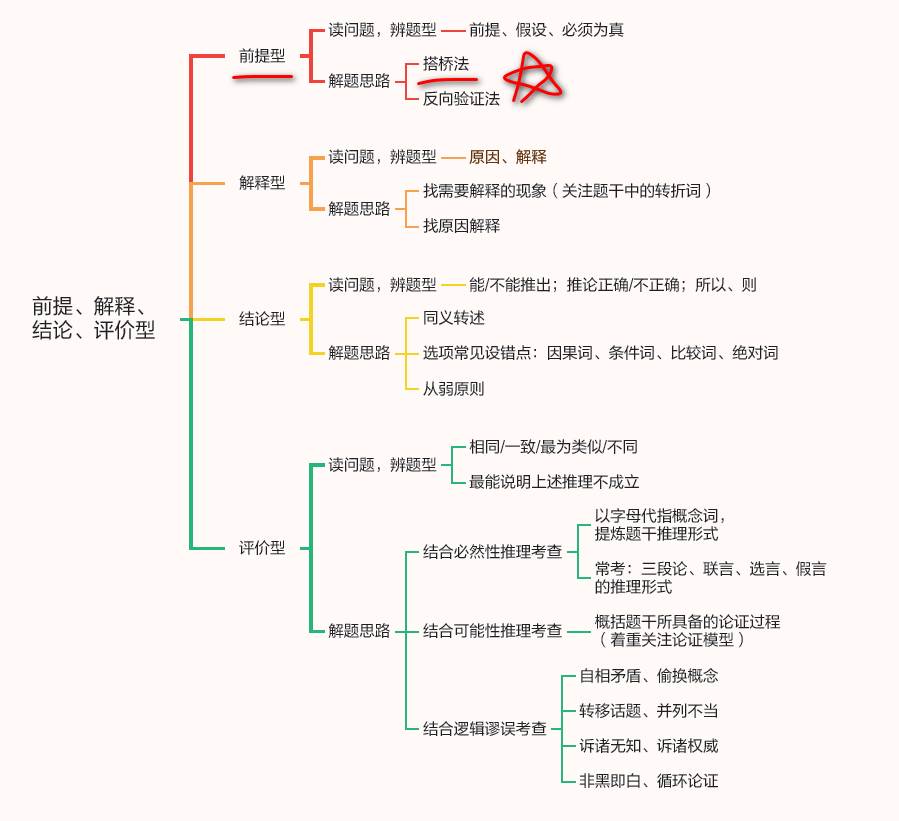 前提、解释、
结论、评价型
前提型
读问题，辨题型
前提、假设、必须为真
解题思路
搭桥法
反向验证法
解释型
读问题，辨题型
原因、解释
解题思路
找需要解释的现象（关注题干中的转折词）
找原因解释
结论型
读问题，辨题型
能/不能推出；推论正确/不正确；所以、则
解题思路
同义转述
选项常见设错点：因果词、条件词、比较词、绝对词
从弱原则
评价型
读问题，辨题型
相同/一致/最为类似/不同
最能说明上述推理不成立
解题思路
结合必然性推理考查
以字母代指概念词，
提炼题干推理形式
常考：三段论、联言、选言、假言
的推理形式
结合可能性推理考查
概括题干所具备的论证过程
（着重关注论证模型）
结合逻辑谬误考查
自相矛盾、偷换概念
转移话题、并列不当
诉诸无知、诉诸权威
非黑即白、循环论证